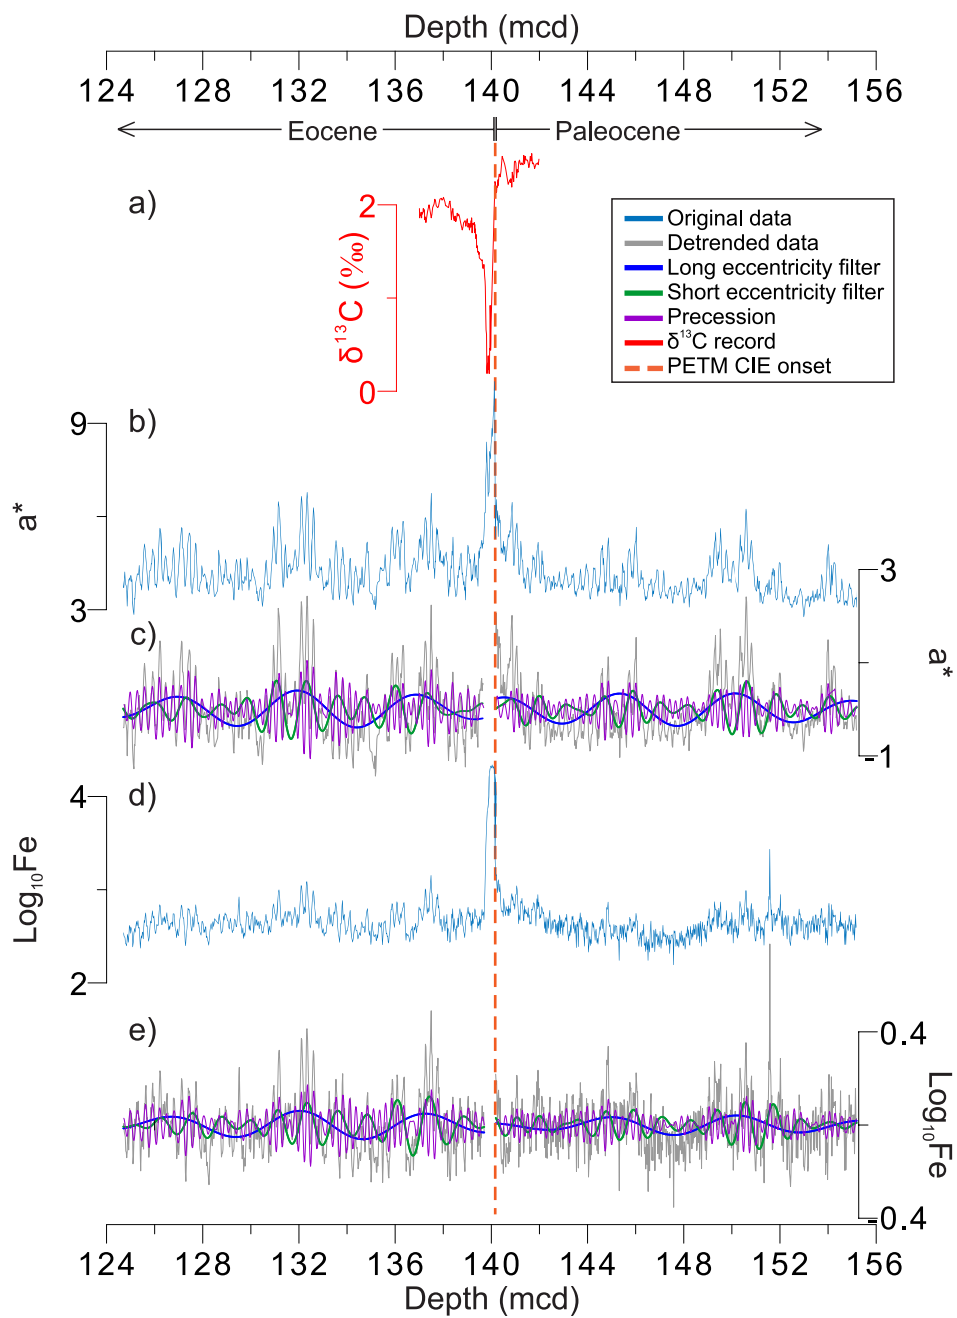 Depth (mcd)
124 128 132 136 140 144 148 152 156
Eocene Paleocene
a)
2
0
δ¹³C (‰)
Original data
Detrended data
Long eccentricity filter
Short eccentricity filter
Precession
δ¹³C record
PETM CIE onset
b)
9
3
a*
c)
3
-1
a*
d)
4
2
Log₁₀Fe
e)
0.4
-0.4
Log₁₀Fe
124 128 132 136 140 144 148 152 156
Depth (mcd)